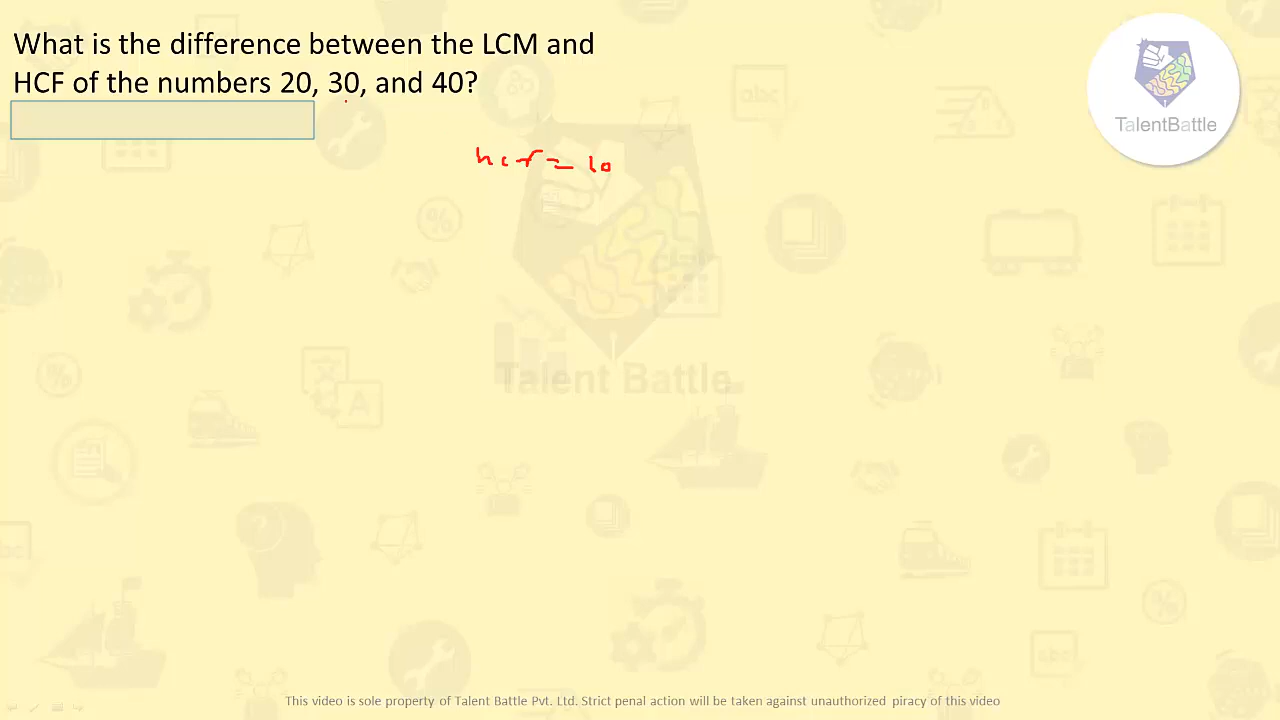 What is the difference between the LCM and
HCF of the numbers 20, 30, and 40?
TalentBattle
hcf = 10
Talent Battle
This video is sole property of Talent Battle Pvt. Ltd. Strict penal action will be taken against unauthorized piracy of this video